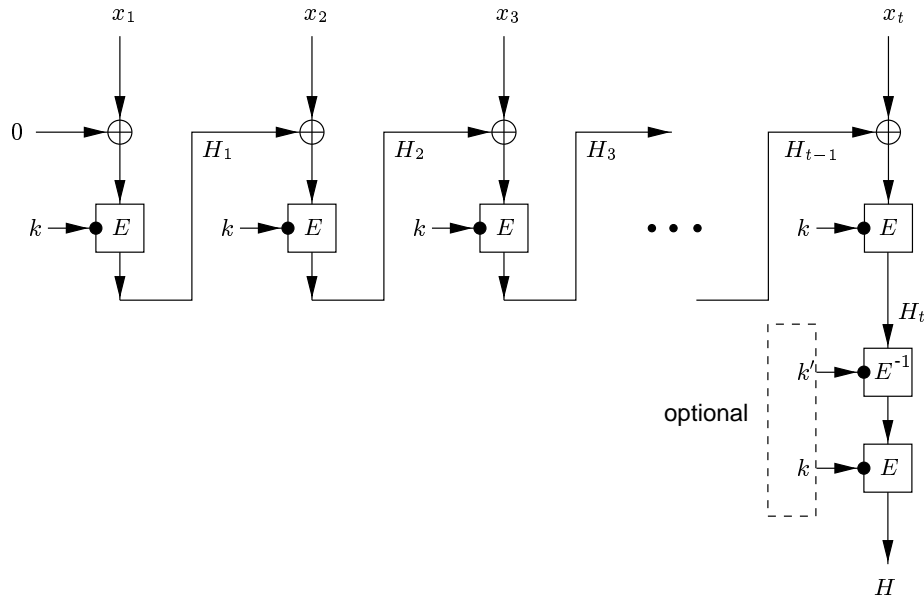 x₁ x₂ x₃ xₜ
0 H₁ H₂ H₃ Hₜ₋₁
k E k E k E k E
Hₜ
k′ E⁻¹
optional
k E
H